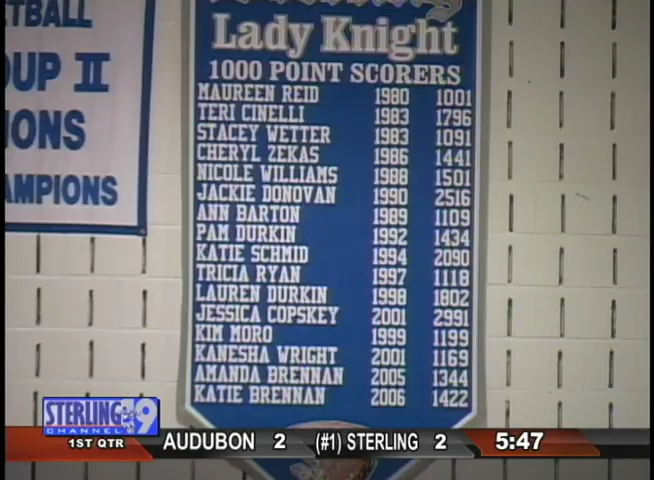 TBALL
OUP II
IONS
AMPIONS
Lady Knight
1000 POINT SCORERS
MAUREEN REID 1980 1001
TERI CINELLI 1983 1796
STACEY WETTER 1983 1091
CHERYL ZEKAS 1986 1441
NICOLE WILLIAMS 1988 1501
JACKIE DONOVAN 1990 2516
ANN BARTON 1989 1109
PAM DURKIN 1992 1434
KATIE SCHMID 1994 2090
TRICIA RYAN 1997 1118
LAUREN DURKIN 1998 1802
JESSICA COPSKEY 2001 2991
KIM MORO 1999 1199
KANESHA WRIGHT 2001 1169
AMANDA BRENNAN 2005 1344
KATIE BRENNAN 2006 1422
STERLING 9
CHANNEL
1ST QTR AUDUBON 2 (#1) STERLING 2 5:47